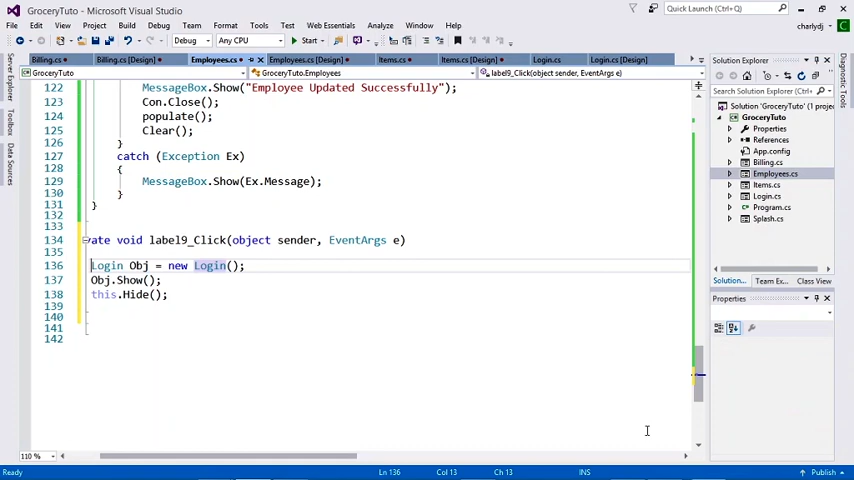 GroceryTuto - Microsoft Visual Studio
Quick Launch (Ctrl+Q)
File Edit View Project Build Debug Team Format Tools Test Web Essentials Analyze Window Help
charlydj
Debug Any CPU Start
Billing.cs Billing.cs [Design] Employees.cs Employees.cs [Design] Items.cs Items.cs [Design] Login.cs Login.cs [Design]
GroceryTuto GroceryTuto.Employees label9_Click(object sender, EventArgs e)
Server Explorer
Toolbox
Data Sources
122 MessageBox.Show("Employee Updated Successfully");
123 Con.Close();
124 populate();
125 Clear();
126 }
127 catch (Exception Ex)
128 {
129 MessageBox.Show(Ex.Message);
130 }
131 }
132
133
134 ate void label9_Click(object sender, EventArgs e)
135
136 Login Obj = new Login();
137 Obj.Show();
138 this.Hide();
139
140
141
142
110 %
Solution Explorer
Search Solution Explorer (Ctrl+;)
Solution 'GroceryTuto' (1 project
GroceryTuto
Properties
References
App.config
Billing.cs
Employees.cs
Items.cs
Login.cs
Program.cs
Splash.cs
Solution... Team Ex... Class View
Properties
Diagnostic Tools
Ready Ln 136 Col 13 Ch 13 INS Publish